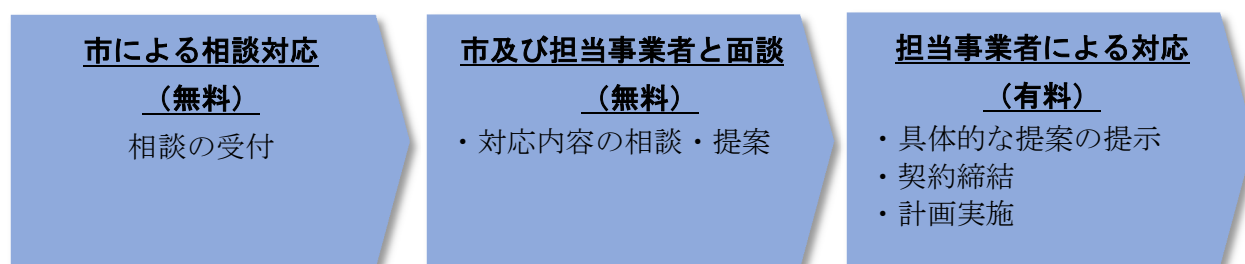 市による相談対応
（無料）
相談の受付
市及び担当事業者と面談
（無料）
・対応内容の相談・提案
担当事業者による対応
（有料）
・具体的な提案の提示
・契約締結
・計画実施